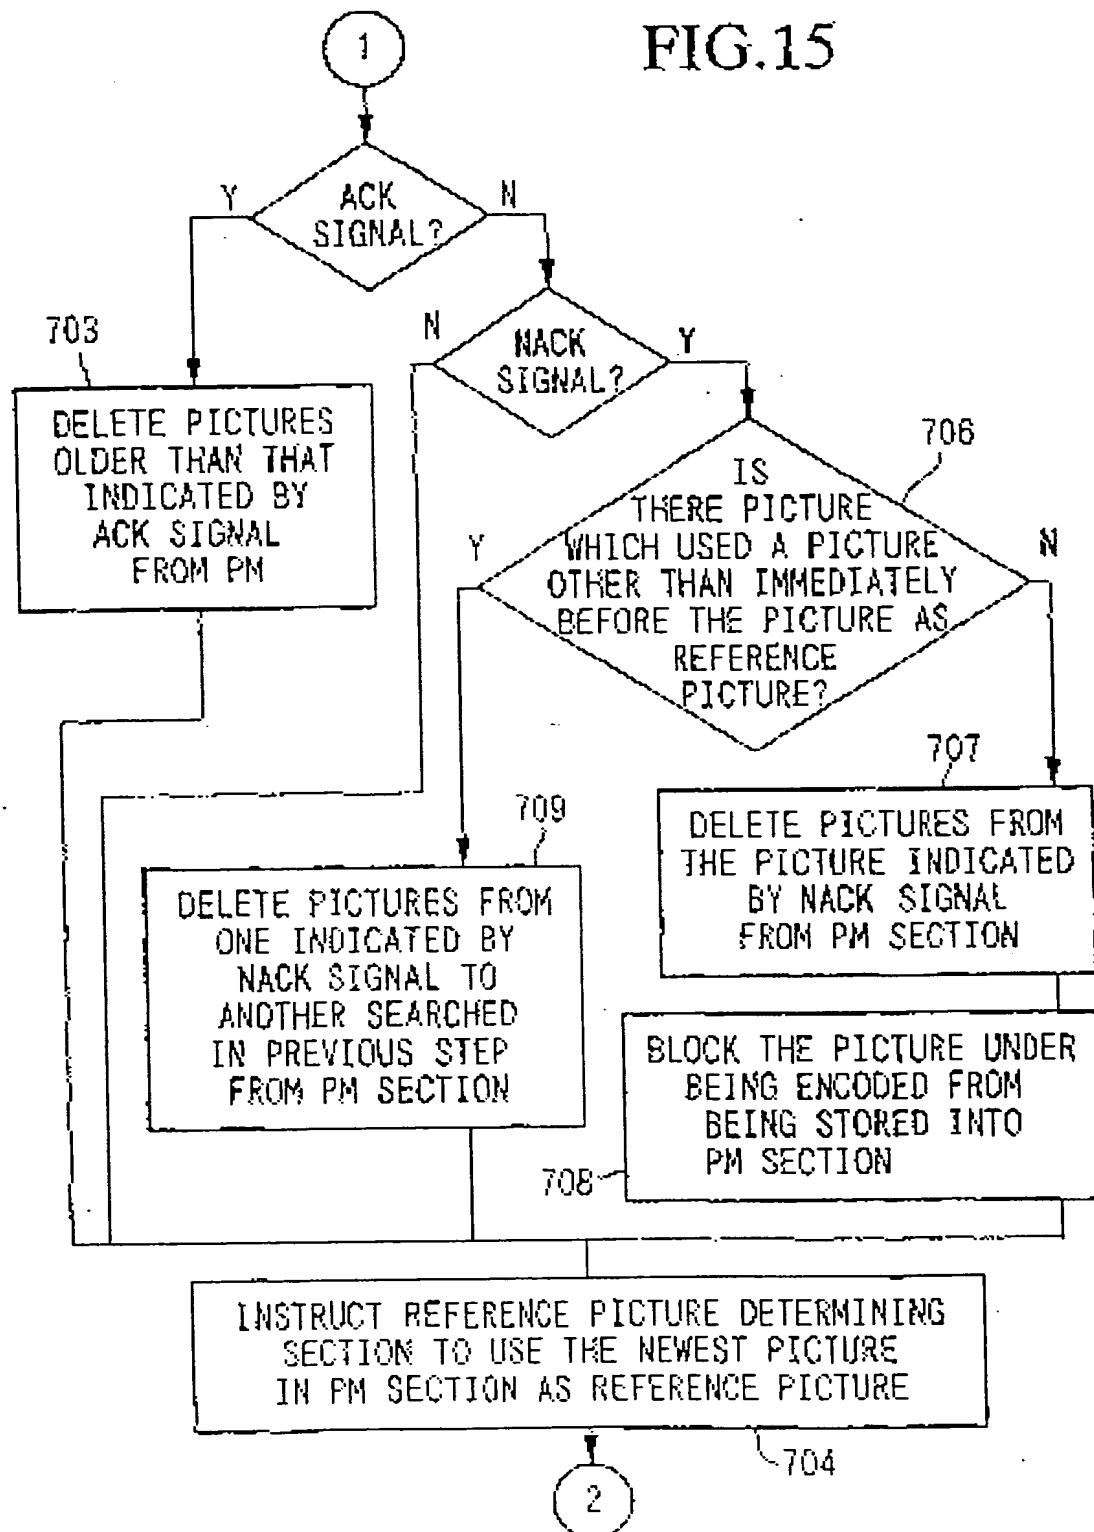 FIG.15
1
ACK
SIGNAL?
Y
N
NACK
SIGNAL?
N
Y
703
DELETE PICTURES
OLDER THAN THAT
INDICATED BY
ACK SIGNAL
FROM PM
706
IS
THERE PICTURE
WHICH USED A PICTURE
OTHER THAN IMMEDIATELY
BEFORE THE PICTURE AS
REFERENCE
PICTURE?
Y
N
709
DELETE PICTURES FROM
ONE INDICATED BY
NACK SIGNAL TO
ANOTHER SEARCHED
IN PREVIOUS STEP
FROM PM SECTION
707
DELETE PICTURES FROM
THE PICTURE INDICATED
BY NACK SIGNAL
FROM PM SECTION
BLOCK THE PICTURE UNDER
BEING ENCODED FROM
BEING STORED INTO
PM SECTION
708
INSTRUCT REFERENCE PICTURE DETERMINING
SECTION TO USE THE NEWEST PICTURE
IN PM SECTION AS REFERENCE PICTURE
704
2